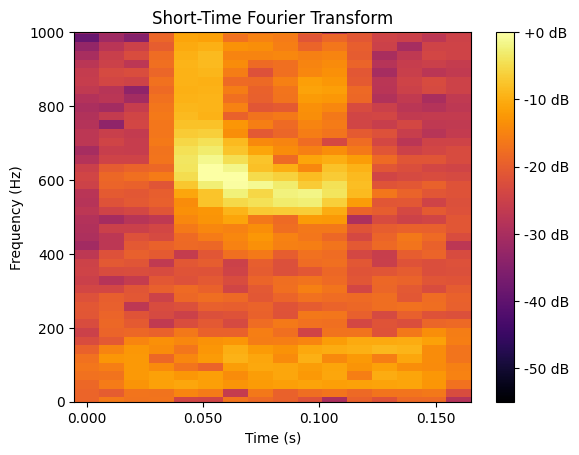 Short-Time Fourier Transform
1000
800
600
400
200
0
Frequency (Hz)
0.000
0.050
0.100
0.150
Time (s)
+0 dB
-10 dB
-20 dB
-30 dB
-40 dB
-50 dB